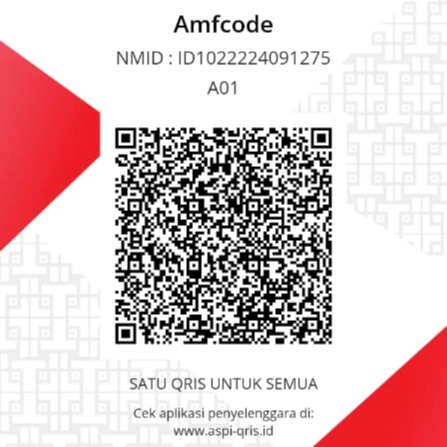 Amfcode
NMID : ID1022224091275
A01
SATU QRIS UNTUK SEMUA
Cek aplikasi penyelenggara di:
www.aspi-qris.id